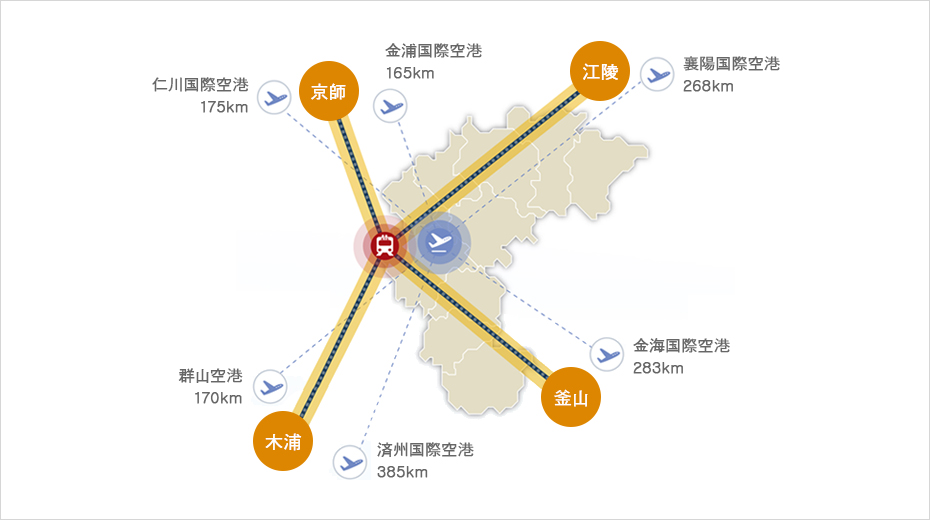 金浦国際空港
165km
江陵
襄陽国際空港
268km
仁川国際空港
175km
京師
金海国際空港
283km
群山空港
170km
釜山
木浦
済州国際空港
385km